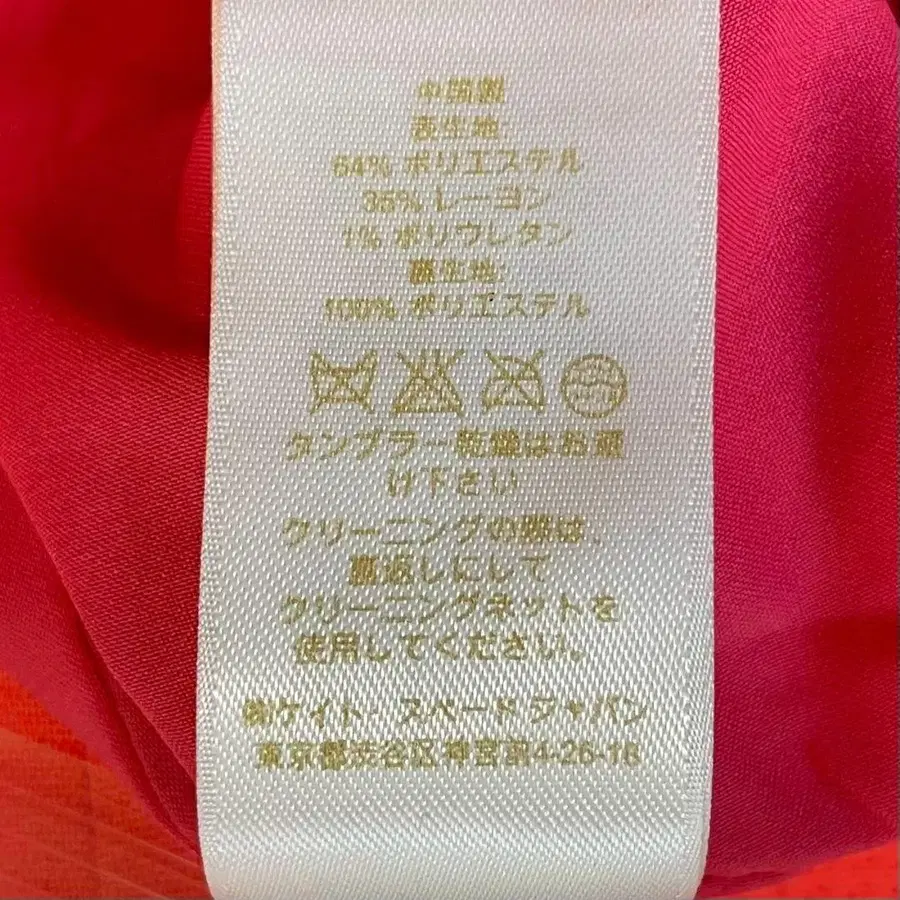 中国製
表生地:
64% ポリエステル
35% レーヨン
1% ポリウレタン
裏生地:
100% ポリエステル
タンブラー乾燥はお避
け下さい
クリーニングの際は、
裏返しにして
クリーニングネットを
使用してください。
㈱ケイト・スペード ジャパン
東京都渋谷区神宮前4-26-18